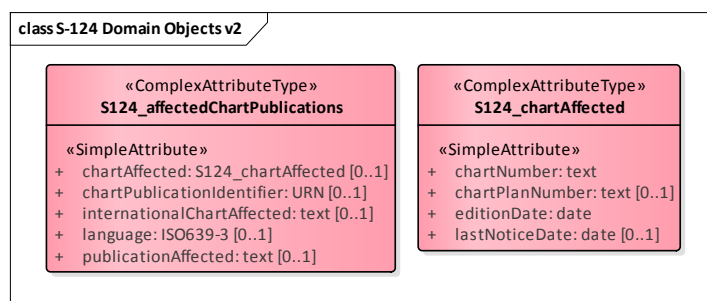 class S-124 Domain Objects v2
«ComplexAttributeType»
S124_affectedChartPublications
«SimpleAttribute»
+ chartAffected: S124_chartAffected [0..1]
+ chartPublicationIdentifier: URN [0..1]
+ internationalChartAffected: text [0..1]
+ language: ISO639-3 [0..1]
+ publicationAffected: text [0..1]
«ComplexAttributeType»
S124_chartAffected
«SimpleAttribute»
+ chartNumber: text
+ chartPlanNumber: text [0..1]
+ editionDate: date
+ lastNoticeDate: date [0..1]